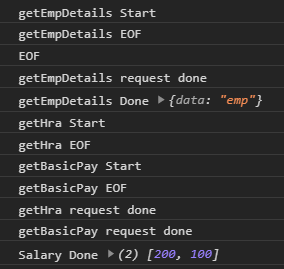 getEmpDetails Start
getEmpDetails EOF
EOF
getEmpDetails request done
getEmpDetails Done ▶{data: "emp"}
getHra Start
getHra EOF
getBasicPay Start
getBasicPay EOF
getHra request done
getBasicPay request done
Salary Done ▶(2) [200, 100]